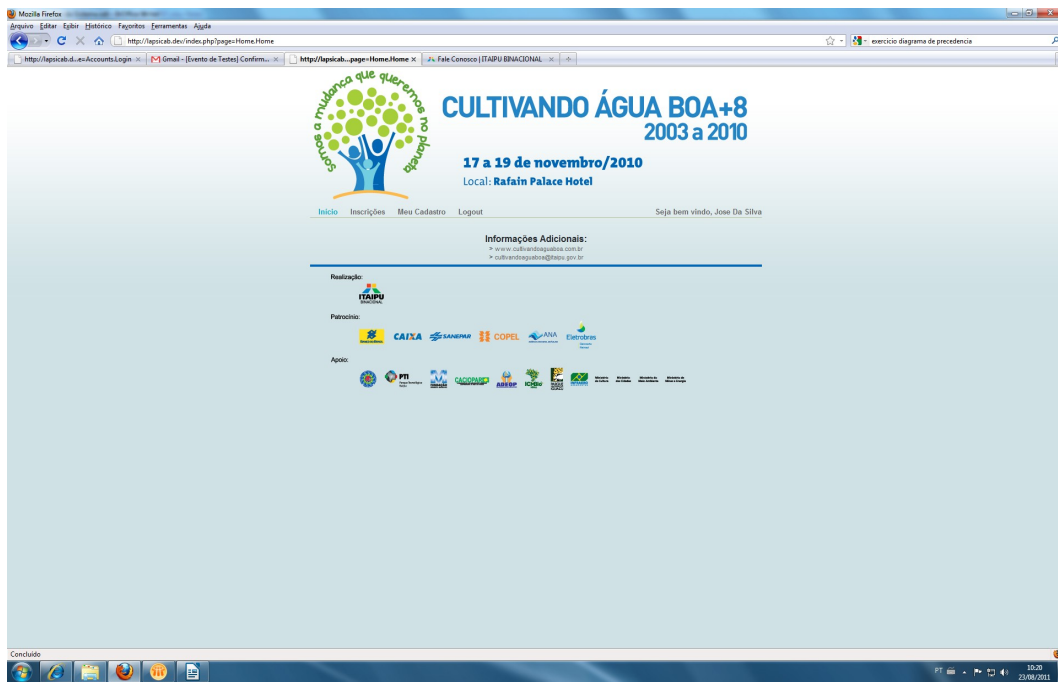 Mozilla Firefox
Arquivo Editar Exibir Histórico Favoritos Ferramentas Ajuda
http://lapsicab.dev/index.php?page=Home.Home
exercicio diagrama de precedencia
http://lapsicab.d...e=Accounts.Login
Gmail - [Evento de Testes] Confirm...
http://lapsicab...page=Home.Home
Fale Conosco | ITAIPU BINACIONAL
somos a mudança que queremos no planeta
CULTIVANDO ÁGUA BOA+8
2003 a 2010
17 a 19 de novembro/2010
Local: Rafain Palace Hotel
Início Inscrições Meu Cadastro Logout Seja bem vindo, Jose Da Silva
Informações Adicionais:
> www.cultivandoaguaboa.com.br
> cultivandoaguaboa@itaipu.gov.br
Realização:
ITAIPU
BINACIONAL
Patrocínio:
CAIXA SANEPAR COPEL ANA Eletrobras
Apoio:
PTI CACIOPAR ADEOP ICMBio
Concluído
PT 10:20
23/08/2011